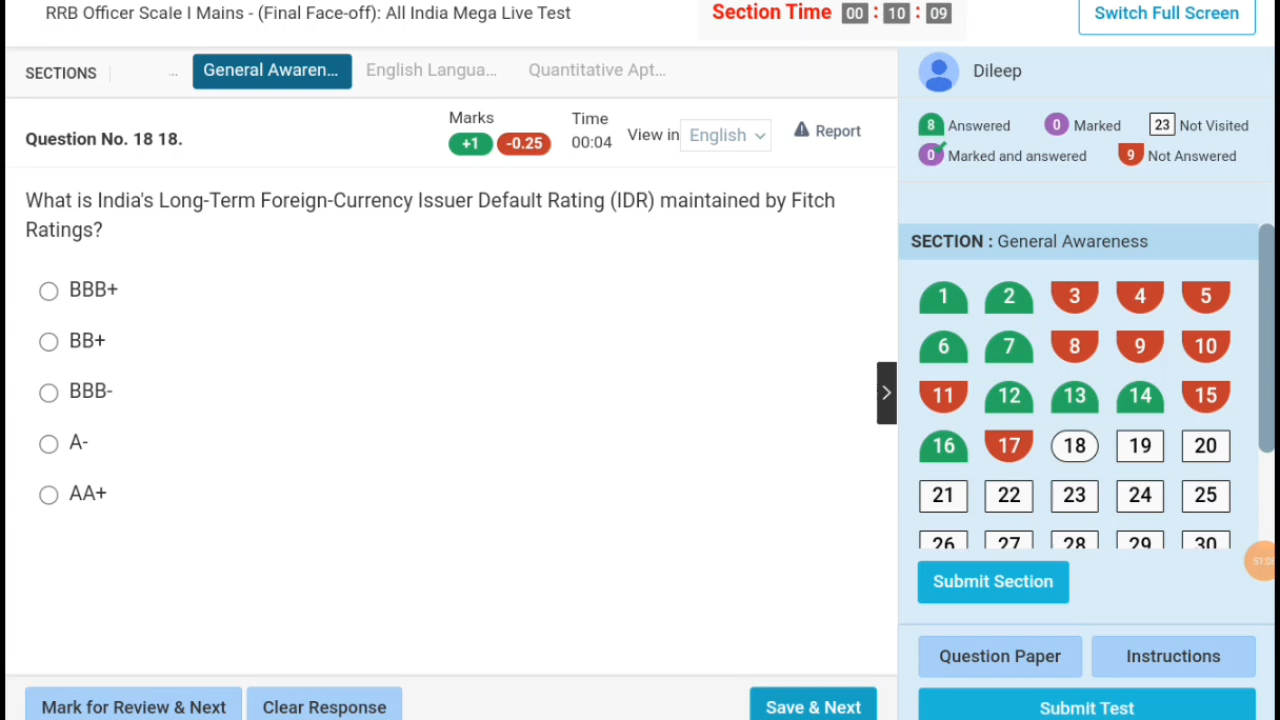 RRB Officer Scale I Mains - (Final Face-off): All India Mega Live Test
Section Time 00 : 10 : 09
Switch Full Screen
SECTIONS
...
General Awaren...
English Langua...
Quantitative Apt...
Dileep
Question No. 18 18.
Marks
+1 -0.25
Time
00:04
View in English
Report
8 Answered
0 Marked
23 Not Visited
0 Marked and answered
9 Not Answered
What is India's Long-Term Foreign-Currency Issuer Default Rating (IDR) maintained by Fitch
Ratings?
BBB+
BB+
BBB-
A-
AA+
SECTION : General Awareness
1 2 3 4 5
6 7 8 9 10
11 12 13 14 15
16 17 18 19 20
21 22 23 24 25
26 27 28 29 30
Submit Section
Question Paper
Instructions
Mark for Review & Next
Clear Response
Save & Next
Submit Test